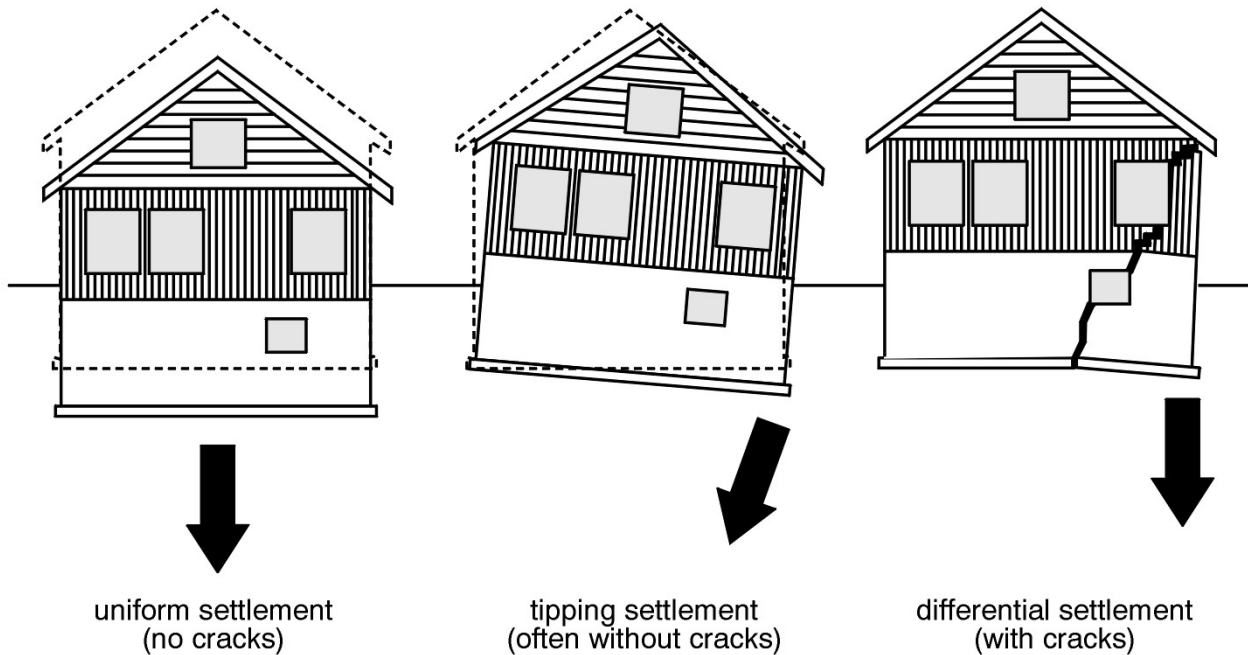 uniform settlement
(no cracks)
tipping settlement
(often without cracks)
differential settlement
(with cracks)